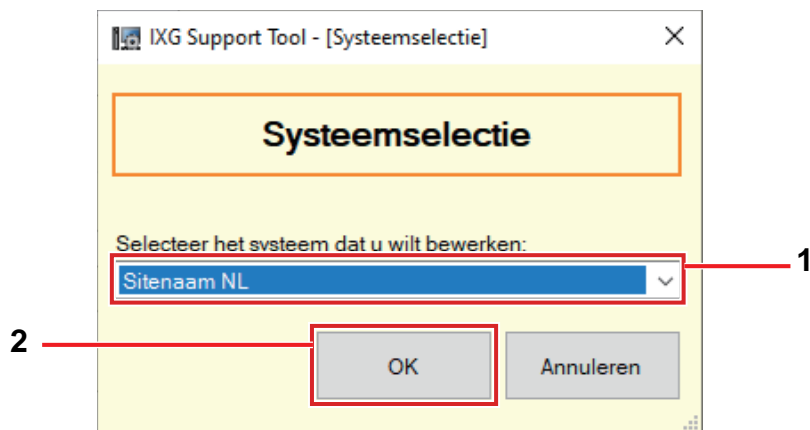 IXG Support Tool - [Systeemselectie]
Systeemselectie
Selecteer het systeem dat u wilt bewerken:
Sitenaam NL
1
2
OK
Annuleren